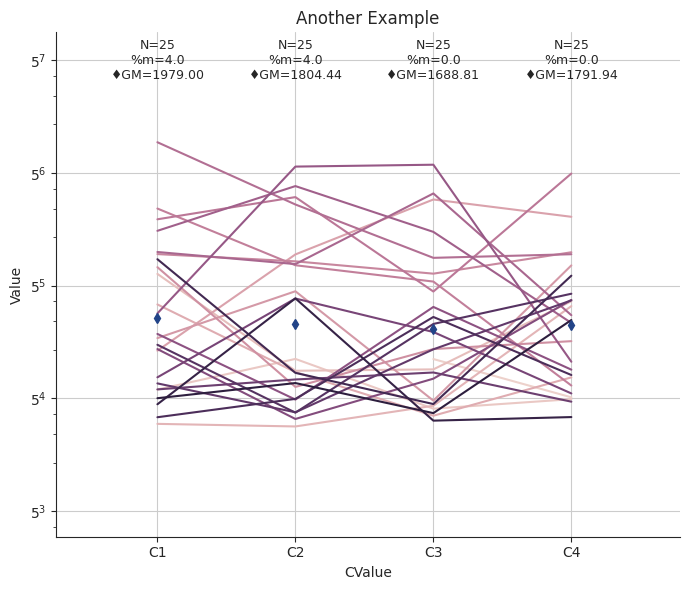 Another Example
N=25 N=25 N=25 N=25
%m=4.0 %m=4.0 %m=0.0 %m=0.0
♦GM=1979.00 ♦GM=1804.44 ♦GM=1688.81 ♦GM=1791.94
5⁷
5⁶
5⁵
5⁴
5³
Value
C1 C2 C3 C4
CValue